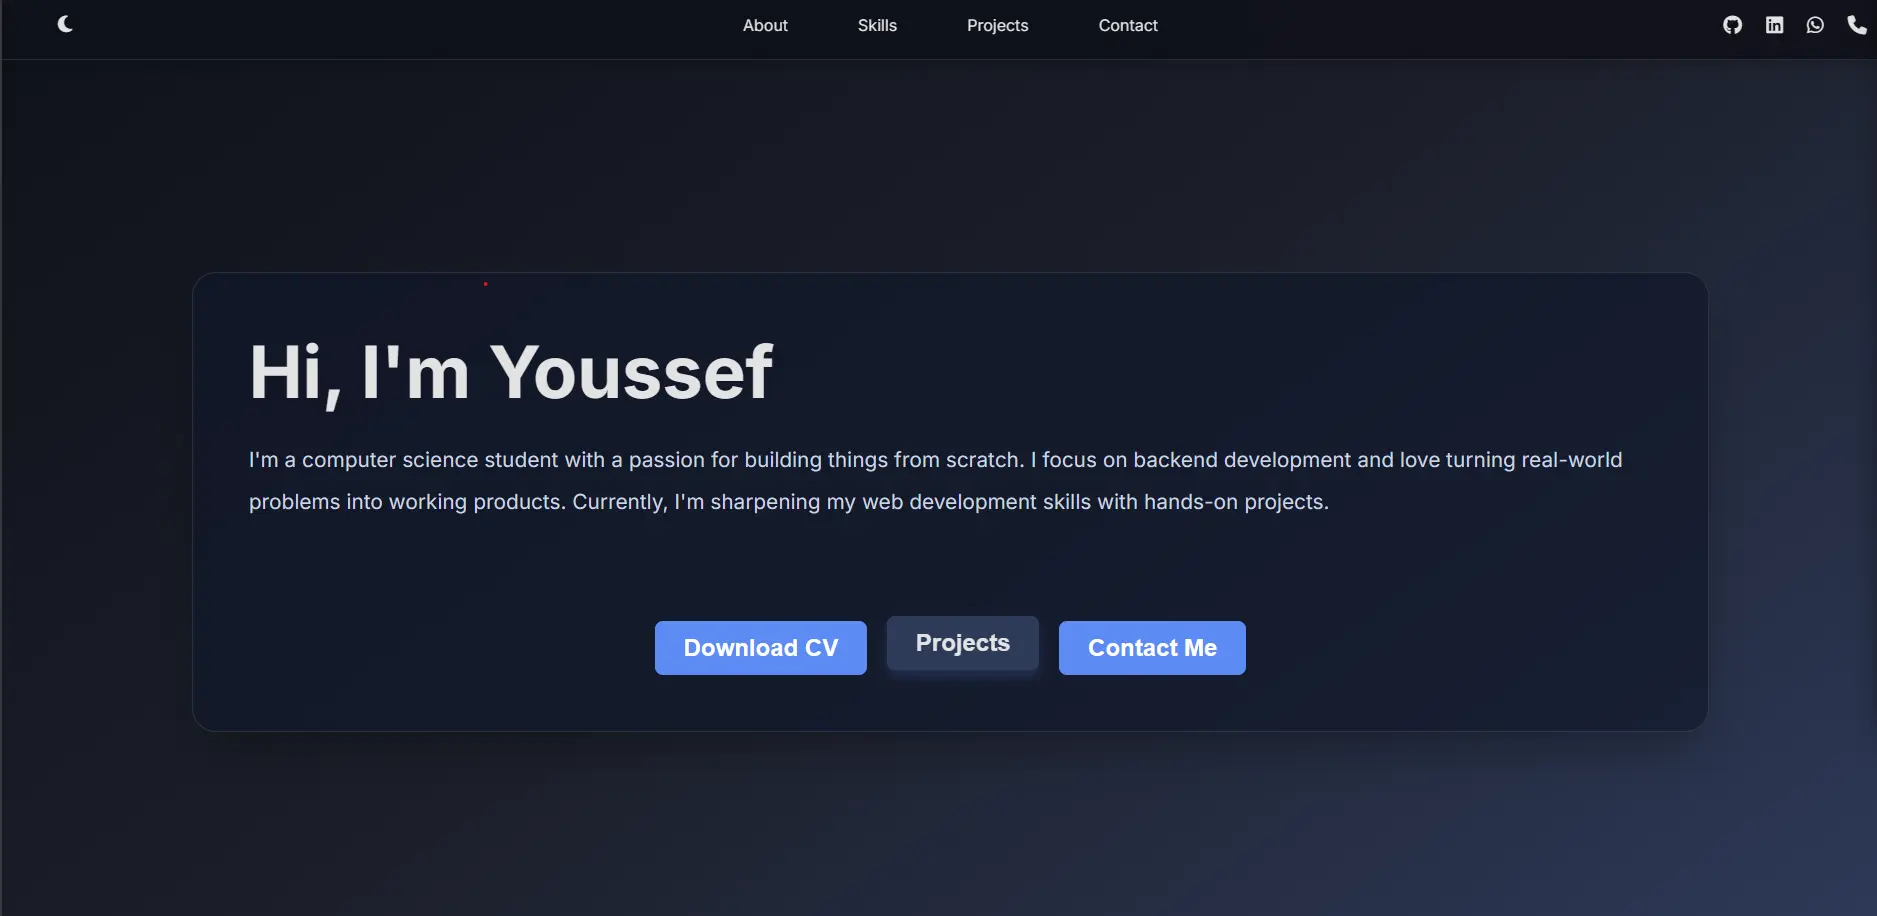 About
Skills
Projects
Contact
Hi, I'm Youssef
I'm a computer science student with a passion for building things from scratch. I focus on backend development and love turning real-world
problems into working products. Currently, I'm sharpening my web development skills with hands-on projects.
Download CV
Projects
Contact Me